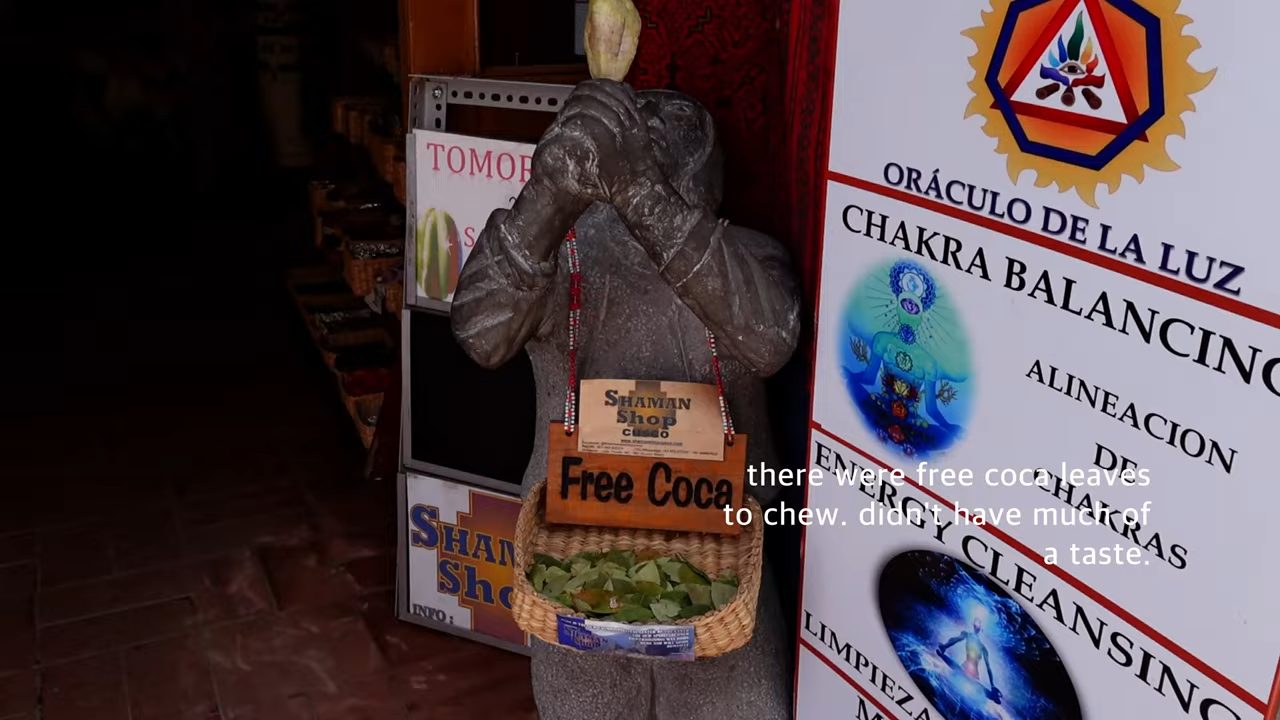 TOMOR
S
SHAMAN
Shop
CUSCO
Free Coca
SHAM
Sho
INFO :
ORÁCULO DE LA LUZ
CHAKRA BALANCING
ALINEACION
DE
CHAKRAS
ENERGY CLEANSING
LIMPIEZA
there were free coca leaves
to chew. didn't have much of
a taste.